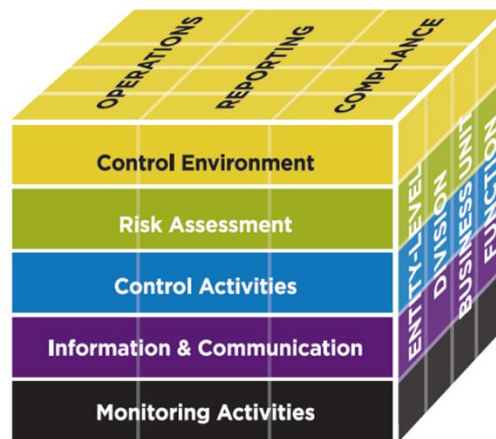 OPERATIONS
REPORTING
COMPLIANCE
Control Environment
Risk Assessment
Control Activities
Information & Communication
Monitoring Activities
ENTITY-LEVEL
DIVISION
BUSINESS UNIT
FUNCTION